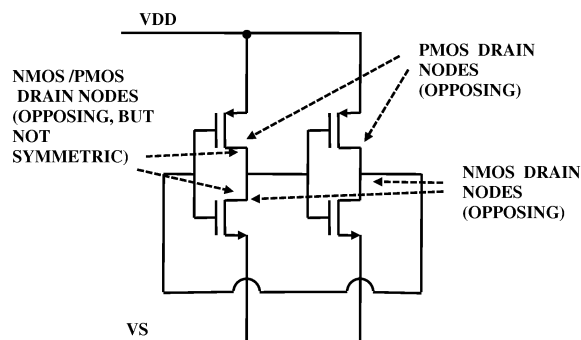 VDD
NMOS /PMOS
DRAIN NODES
(OPPOSING, BUT
NOT
SYMMETRIC)
PMOS DRAIN
NODES
(OPPOSING)
NMOS DRAIN
NODES
(OPPOSING)
VS